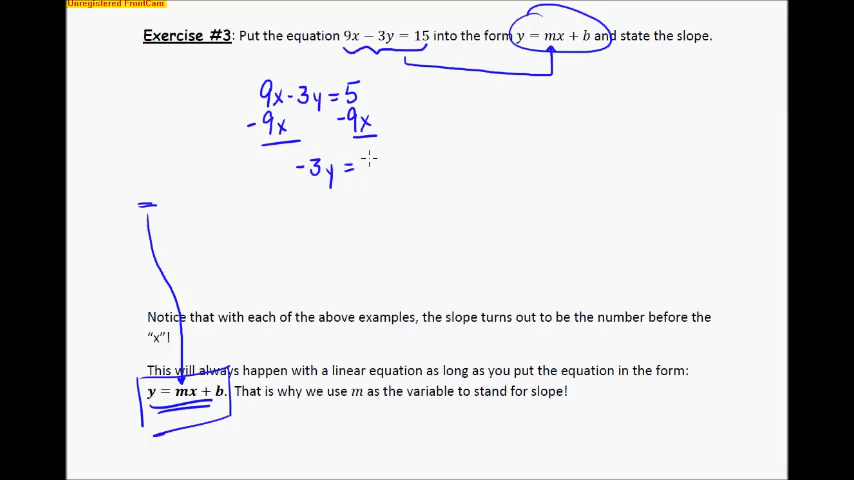 Unregistered FrontCam
Exercise #3: Put the equation 9x − 3y = 15 into the form y = mx + b and state the slope.
9x - 3y = 5
- 9x - 9x
- 3y =
=
Notice that with each of the above examples, the slope turns out to be the number before the
“x”!
This will always happen with a linear equation as long as you put the equation in the form:
y = mx + b. That is why we use m as the variable to stand for slope!